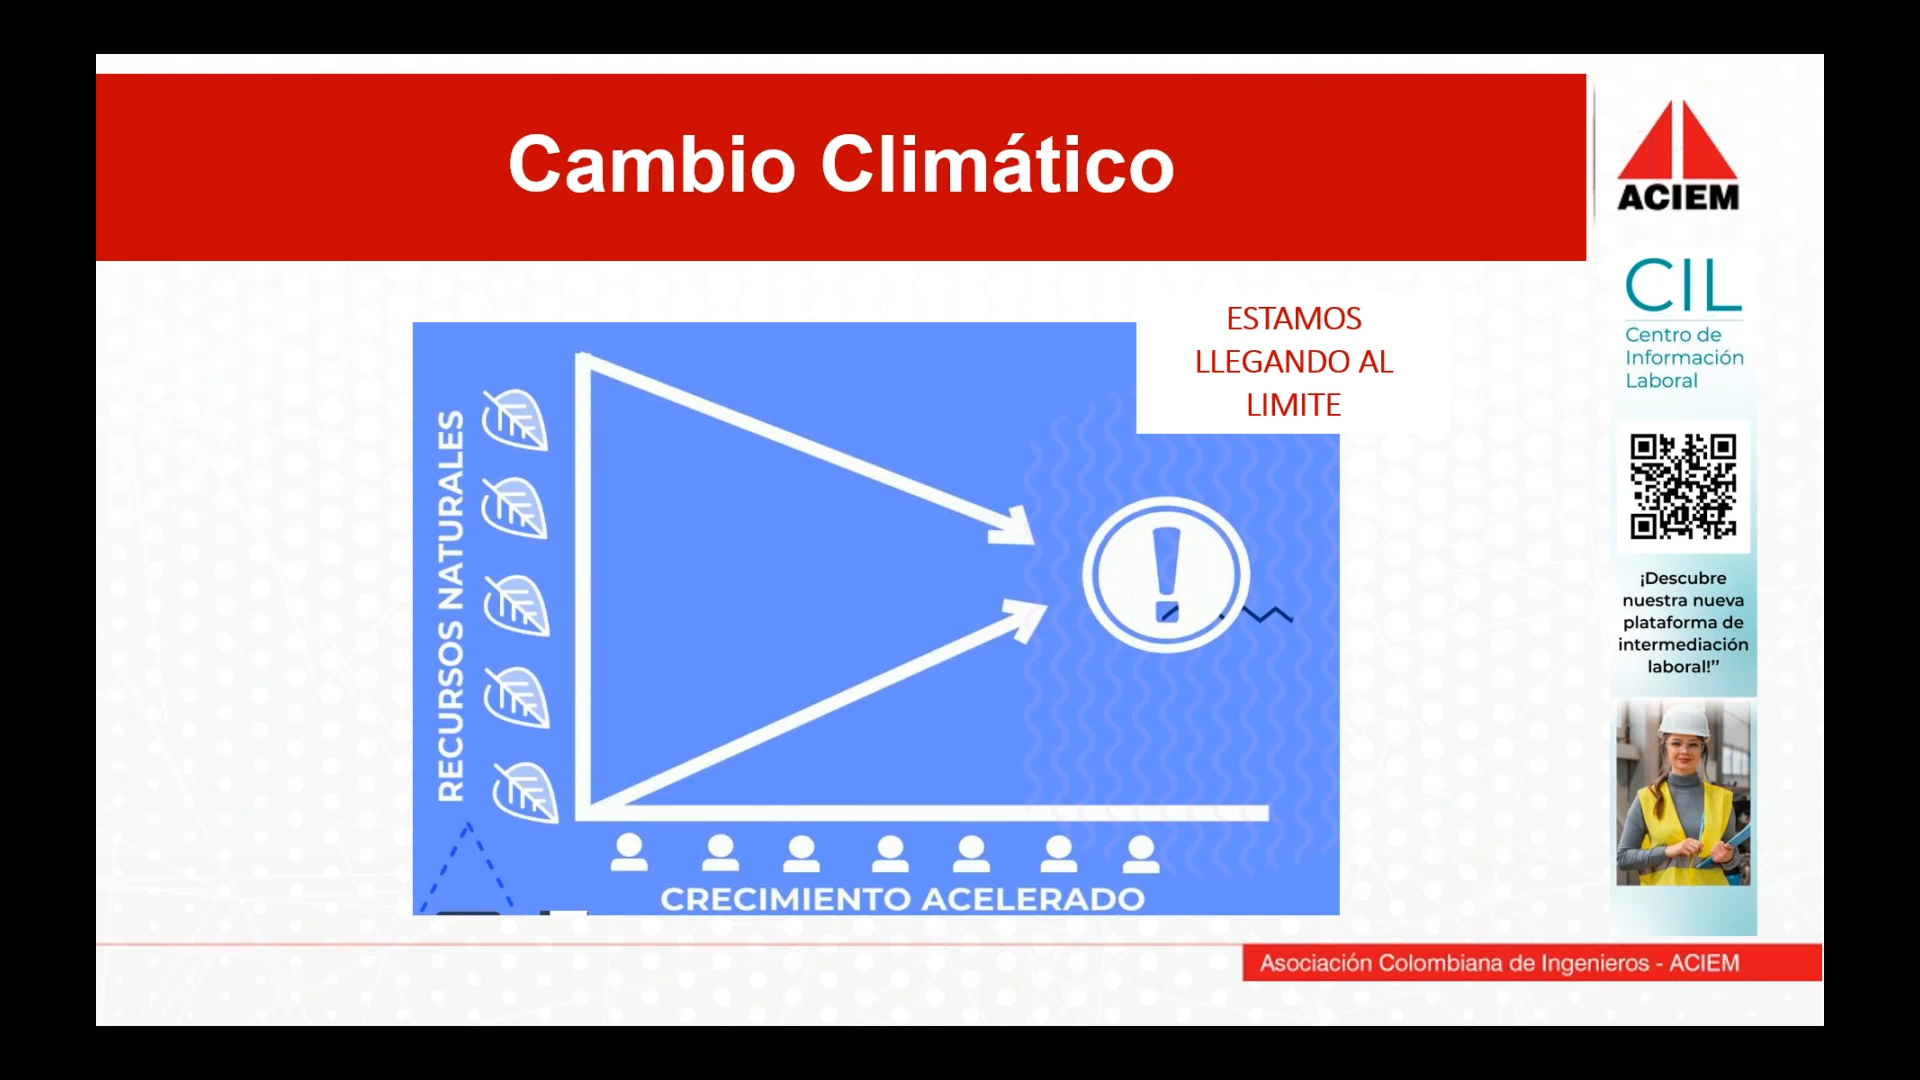 Cambio Climático
ACIEM
CIL
Centro de
Información
Laboral
ESTAMOS
LLEGANDO AL
LIMITE
RECURSOS NATURALES
!
CRECIMIENTO ACELERADO
¡Descubre
nuestra nueva
plataforma de
intermediación
laboral!”
Asociación Colombiana de Ingenieros - ACIEM